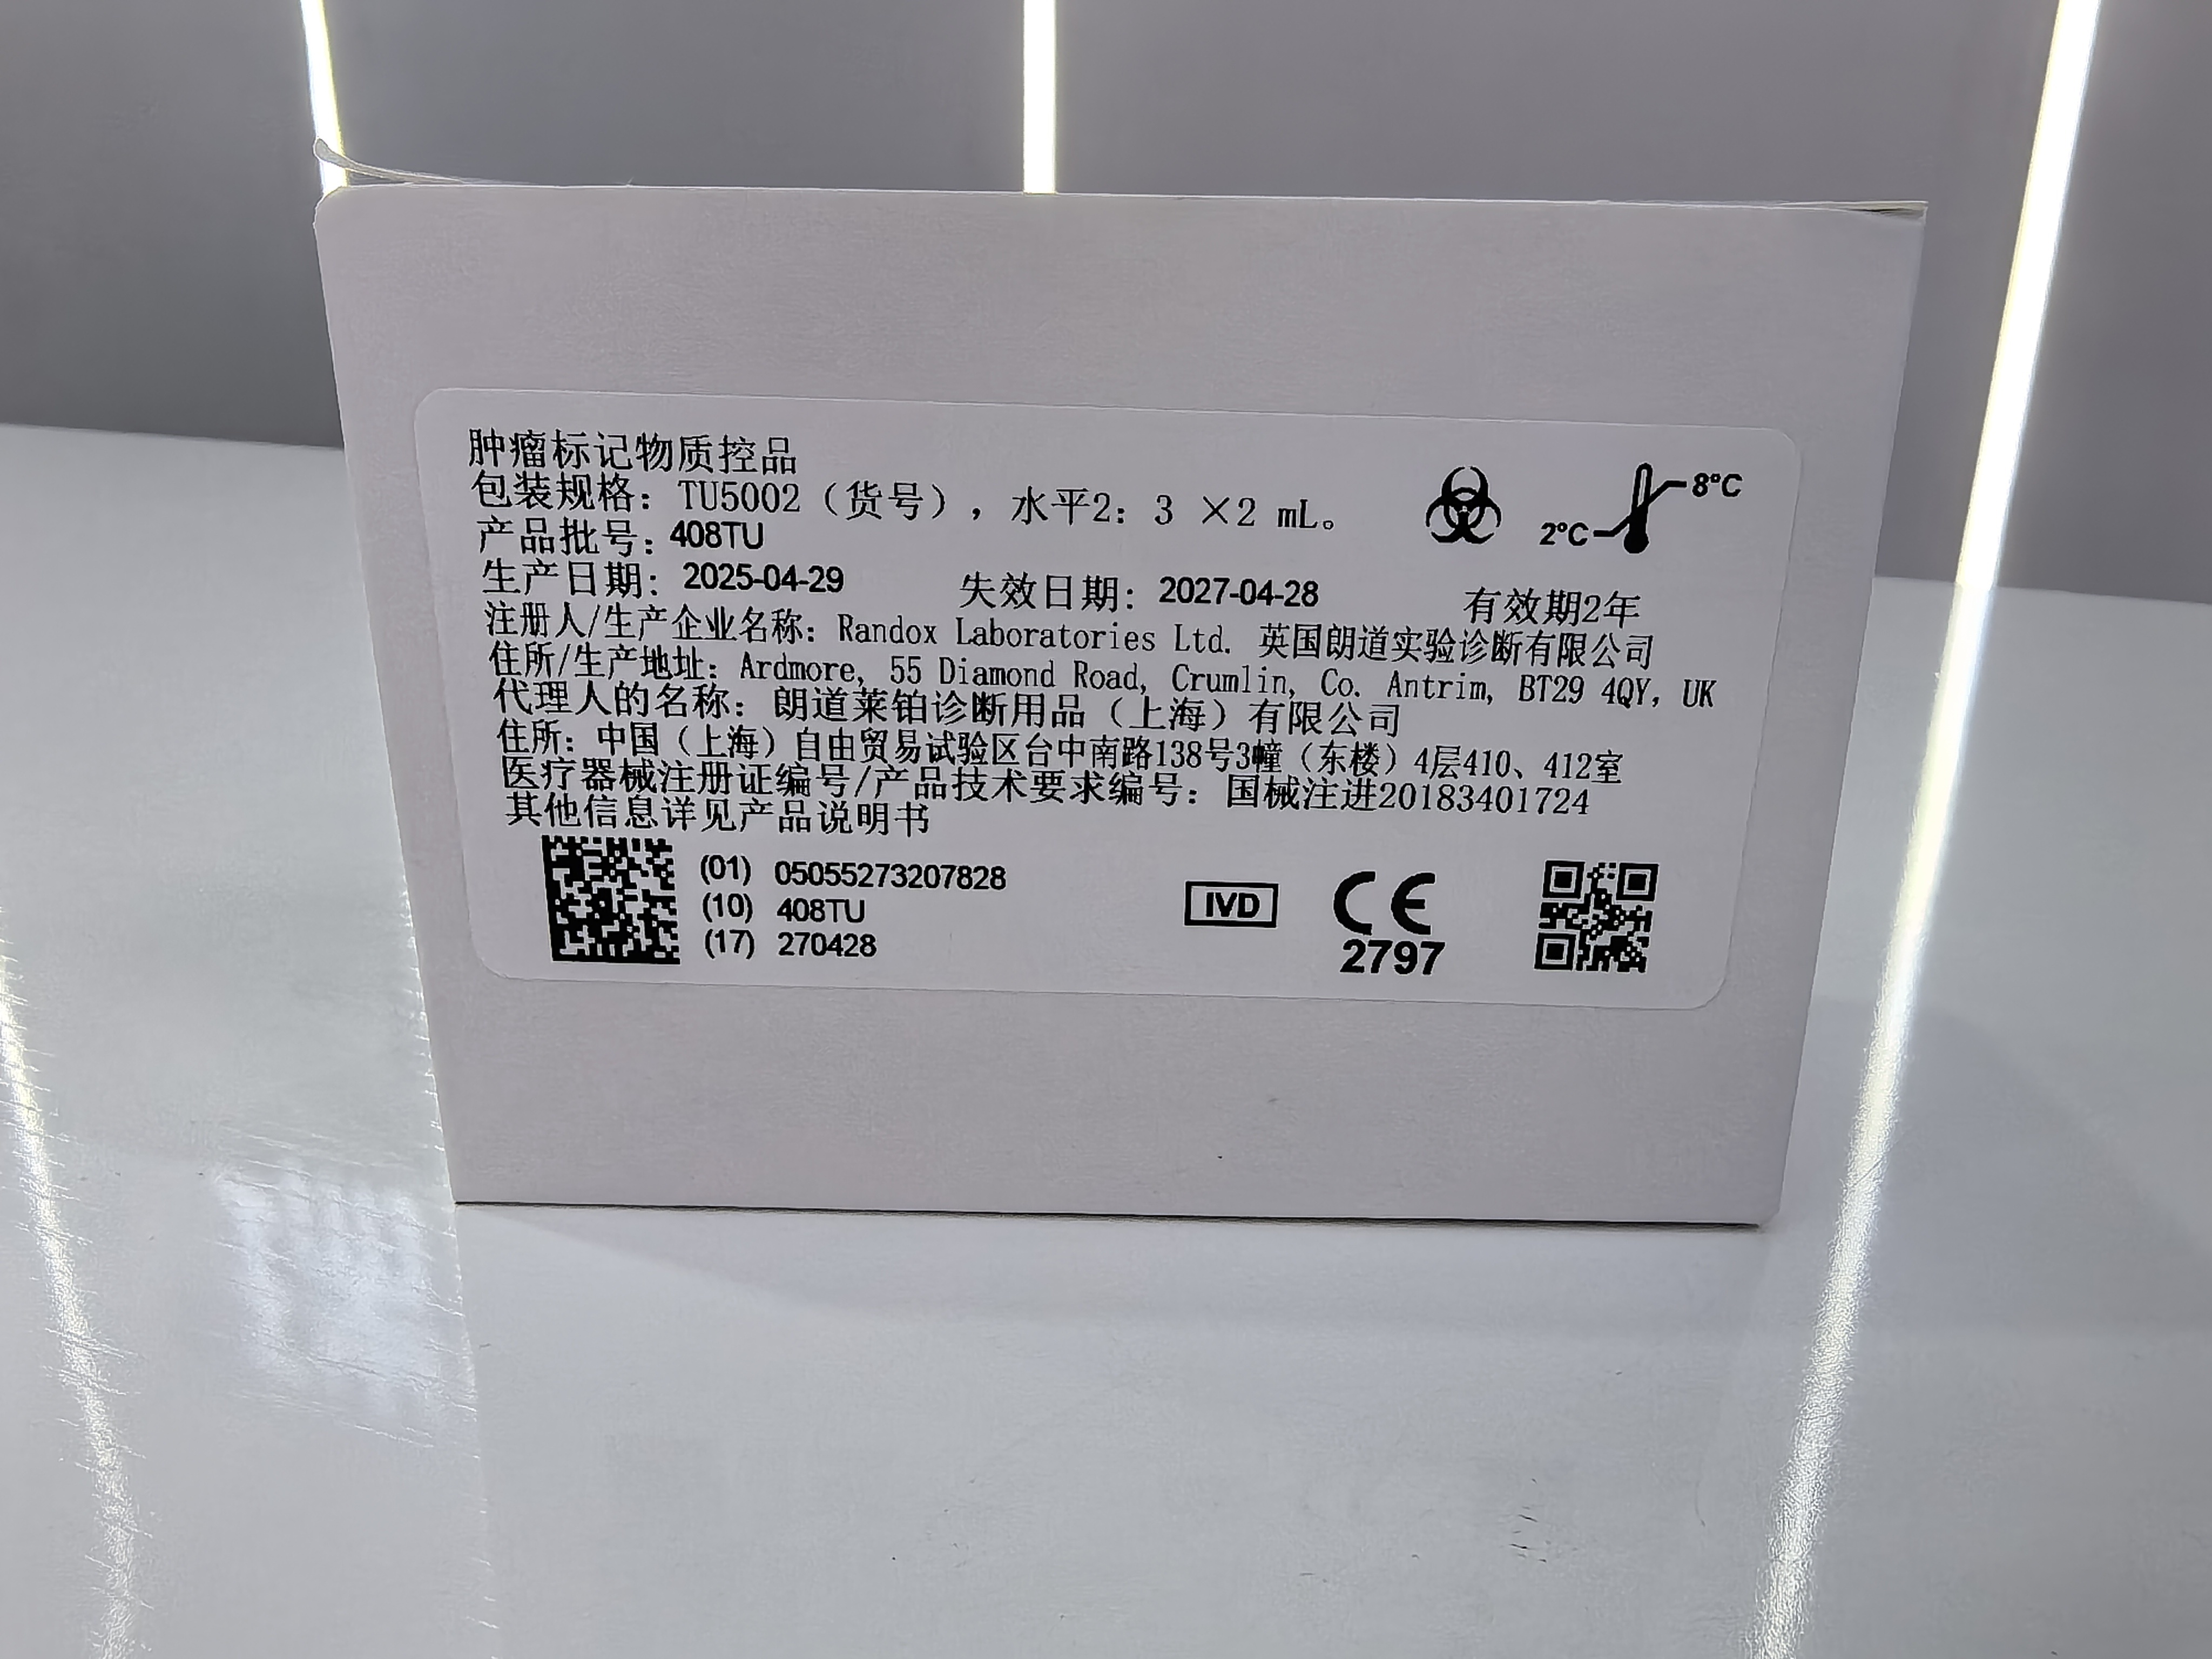 肿瘤标记物质控品
包装规格：TU5002（货号），水平2：3 ×2 mL。
8°C
2°C
产品批号：408TU
生产日期：2025-04-29 失效日期：2027-04-28 有效期2年
注册人/生产企业名称：Randox Laboratories Ltd. 英国朗道实验诊断有限公司
住所/生产地址：Ardmore, 55 Diamond Road, Crumlin, Co. Antrim, BT29 4QY, UK
代理人的名称：朗道莱铂诊断用品（上海）有限公司
住所：中国（上海）自由贸易试验区台中南路138号3幢（东楼）4层410、412室
医疗器械注册证编号/产品技术要求编号：国械注进20183401724
其他信息详见产品说明书
(01) 05055273207828
(10) 408TU
(17) 270428
IVD
CE
2797